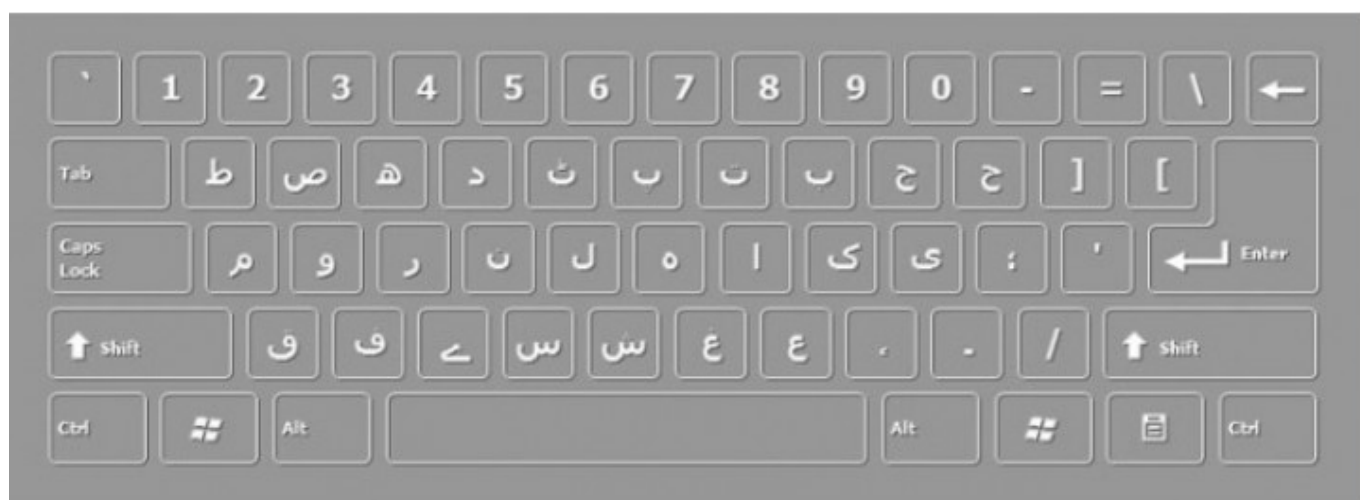 ` 1 2 3 4 5 6 7 8 9 0 - = \
Tab ط ص ھ د ٹ پ ت ب ج ح ] [
Caps Lock م و ر ن ل ہ ا ک ی ؛ ' Enter
Shift ق ف ے س ش غ ع ، ۔ / Shift
Ctrl Alt Alt Ctrl